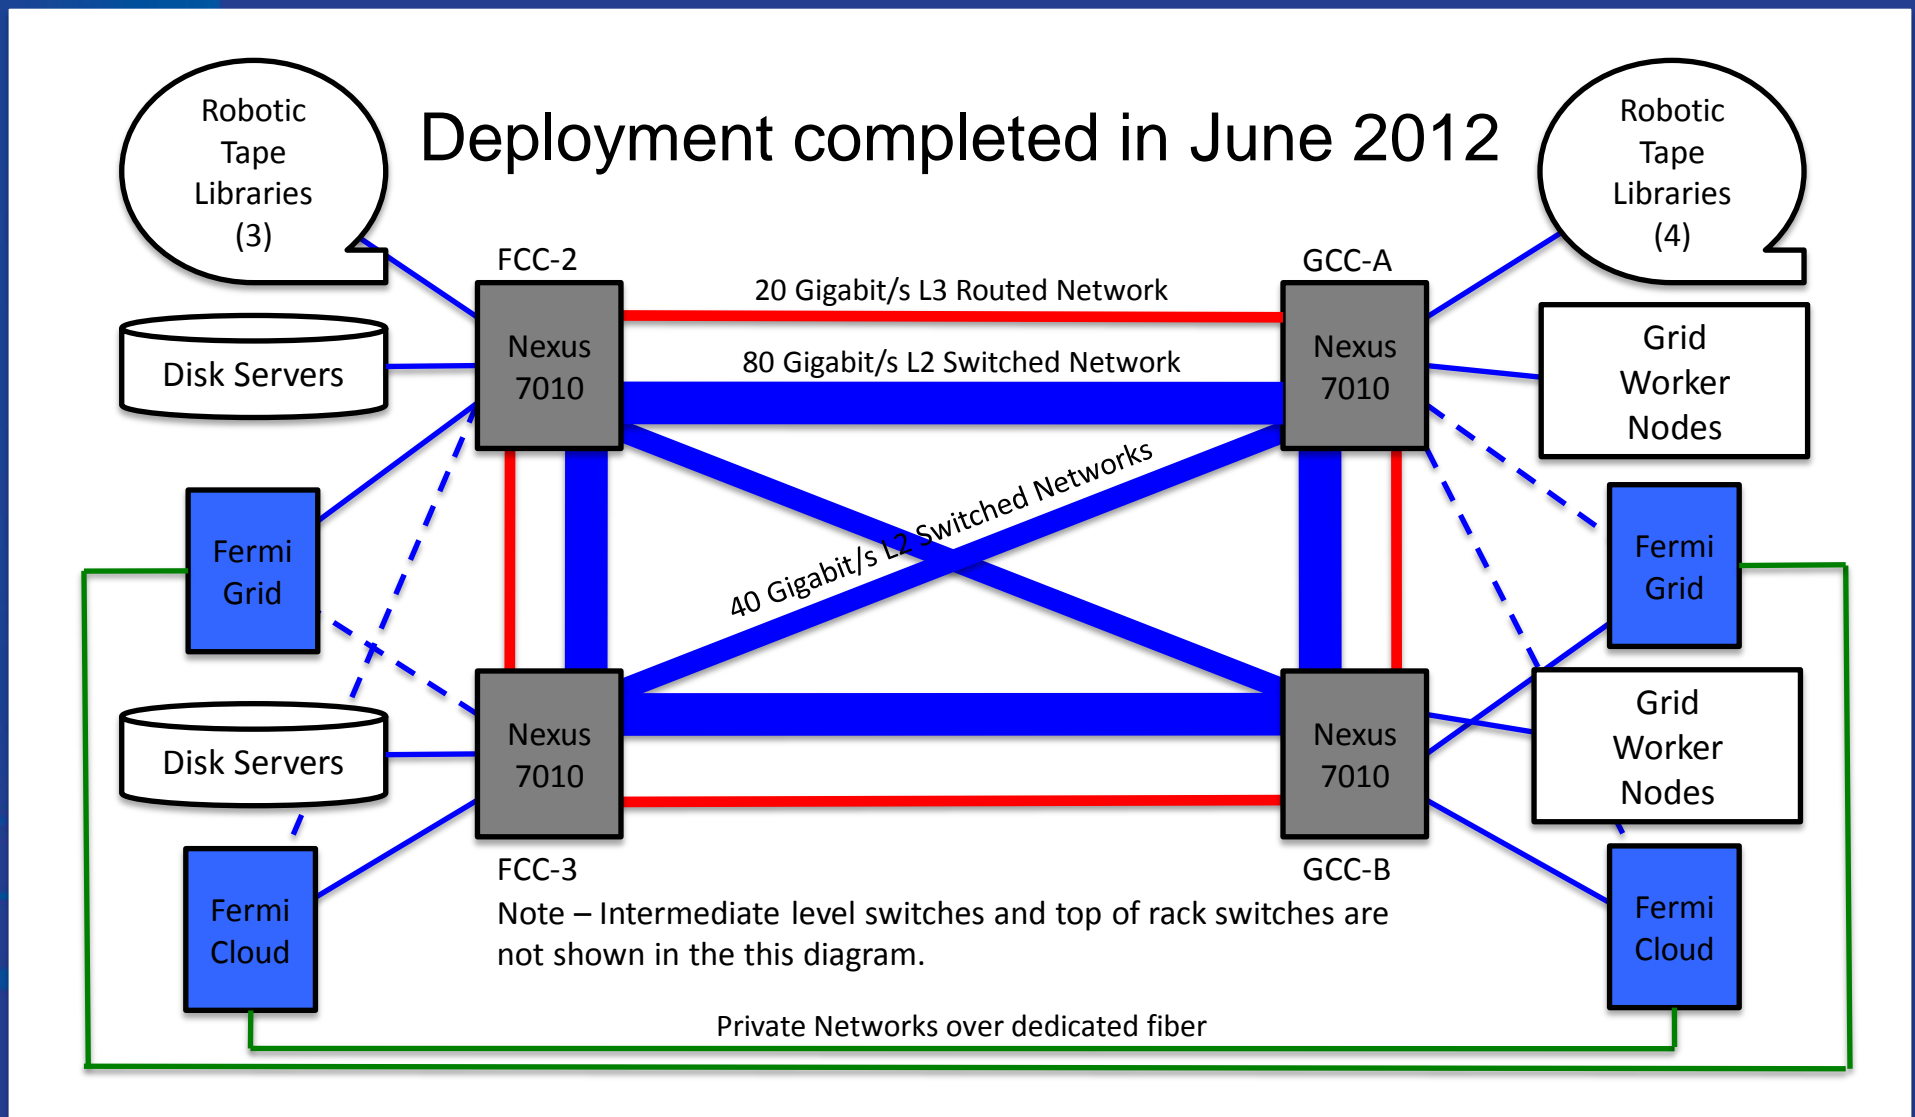 Deployment completed in June 2012
Robotic
Tape
Libraries
(3)
Robotic
Tape
Libraries
(4)
FCC-2
GCC-A
20 Gigabit/s L3 Routed Network
Nexus
7010
80 Gigabit/s L2 Switched Network
Nexus
7010
Disk Servers
Grid
Worker
Nodes
40 Gigabit/s L2 Switched Networks
Fermi
Grid
Fermi
Grid
Disk Servers
Nexus
7010
Nexus
7010
Grid
Worker
Nodes
FCC-3
GCC-B
Fermi
Cloud
Note – Intermediate level switches and top of rack switches are
not shown in the this diagram.
Fermi
Cloud
Private Networks over dedicated fiber